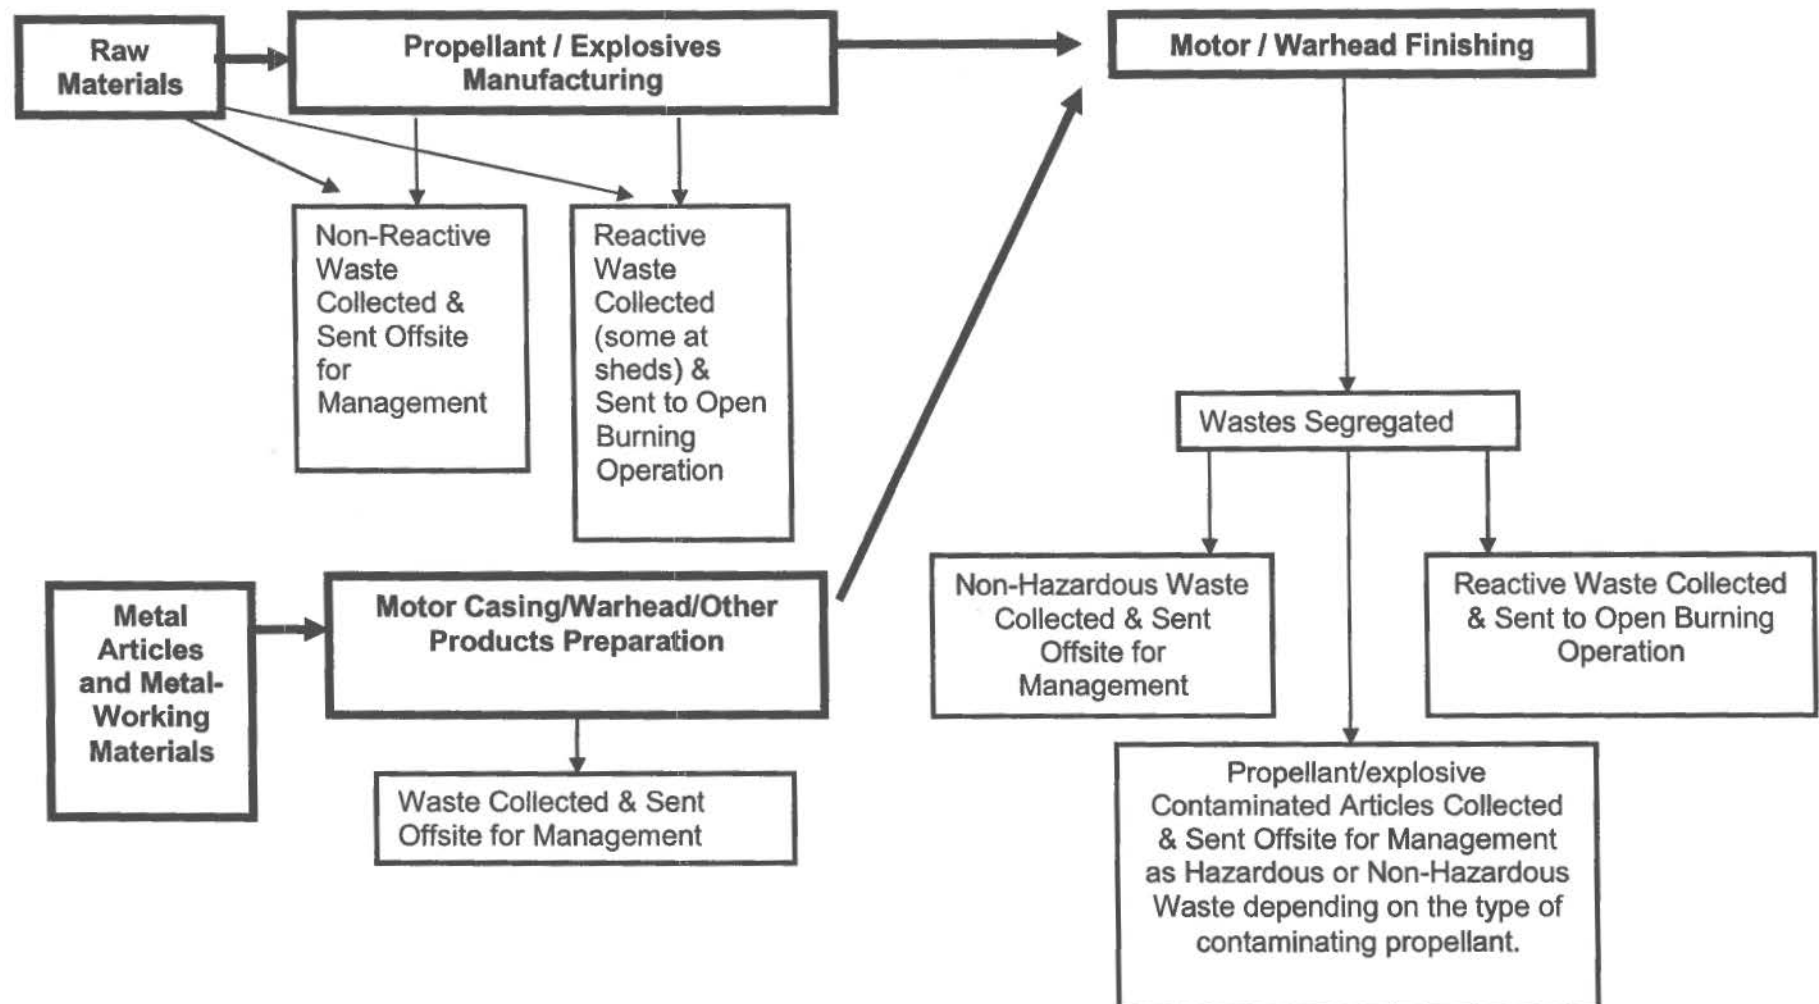 Raw
Materials
Propellant / Explosives
Manufacturing
Motor / Warhead Finishing
Non-Reactive
Waste
Collected &
Sent Offsite
for
Management
Reactive
Waste
Collected
(some at
sheds) &
Sent to Open
Burning
Operation
Metal
Articles
and Metal-
Working
Materials
Motor Casing/Warhead/Other
Products Preparation
Waste Collected & Sent
Offsite for Management
Wastes Segregated
Non-Hazardous Waste
Collected & Sent
Offsite for
Management
Reactive Waste Collected
& Sent to Open Burning
Operation
Propellant/explosive
Contaminated Articles Collected
& Sent Offsite for Management
as Hazardous or Non-Hazardous
Waste depending on the type of
contaminating propellant.